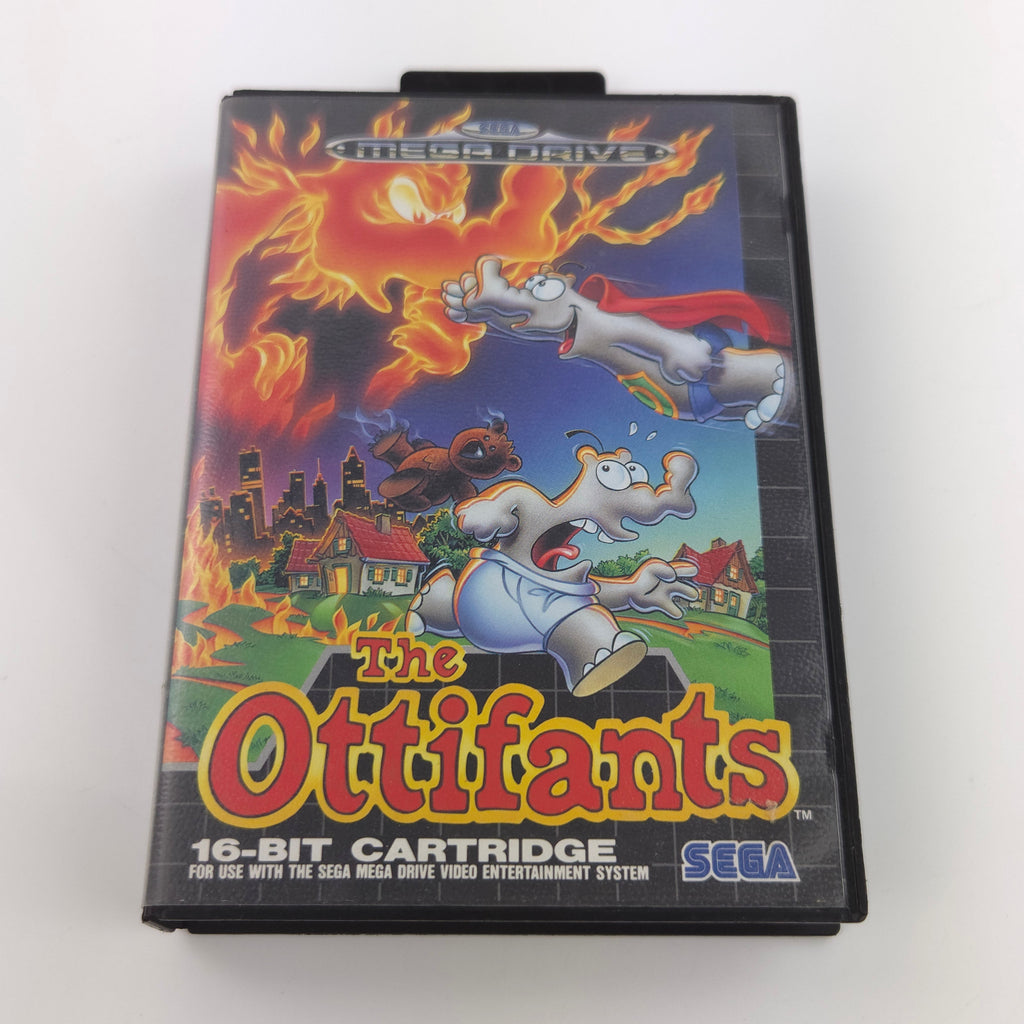 SEGA
MEGA DRIVE
The
Ottifants
TM
16-BIT CARTRIDGE
FOR USE WITH THE SEGA MEGA DRIVE VIDEO ENTERTAINMENT SYSTEM
SEGA